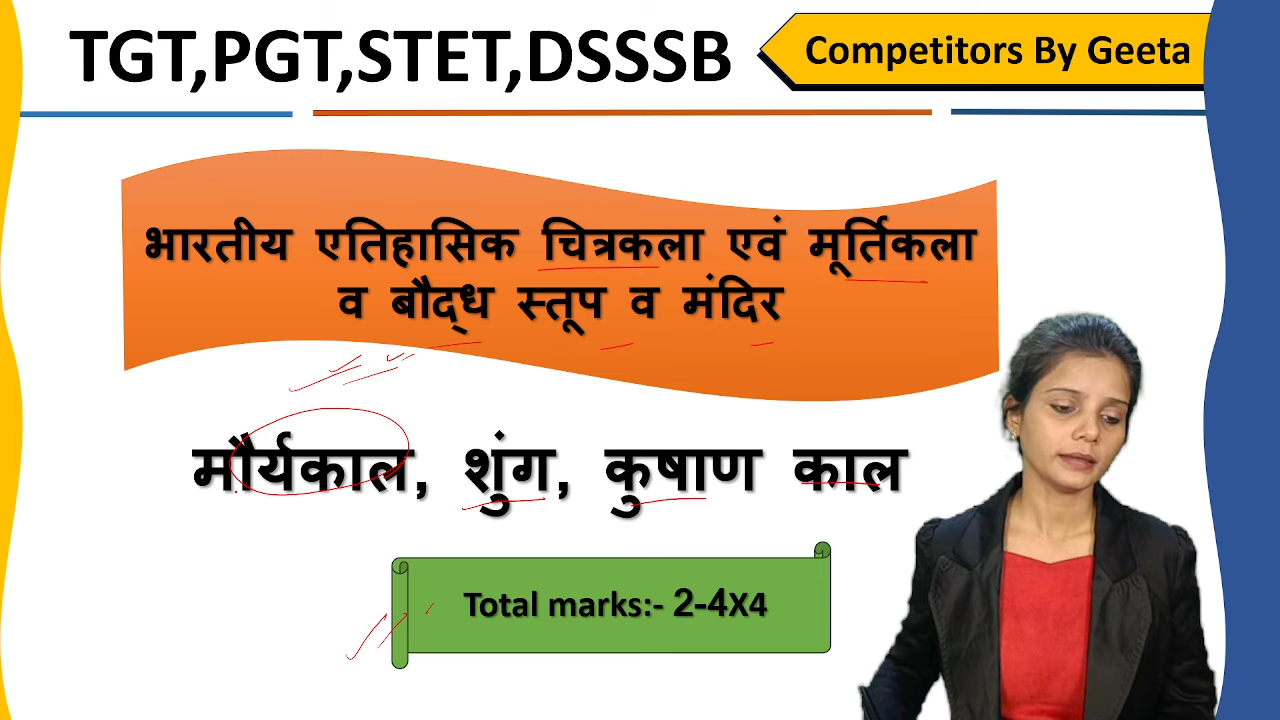 TGT,PGT,STET,DSSSB
Competitors By Geeta
भारतीय एतिहासिक चित्रकला एवं मूर्तिकला
व बौद्ध स्तूप व मंदिर
मौर्यकाल, शुंग, कुषाण काल
Total marks:- 2-4X4